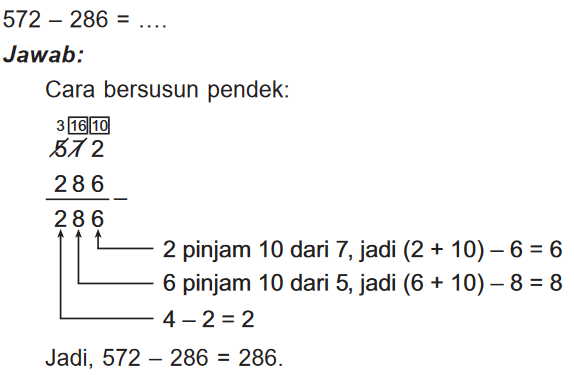 572 – 286 = ....
Jawab:
Cara bersusun pendek:
3 16 10
572
286 –
286
2 pinjam 10 dari 7, jadi (2 + 10) – 6 = 6
6 pinjam 10 dari 5, jadi (6 + 10) – 8 = 8
4 – 2 = 2
Jadi, 572 – 286 = 286.